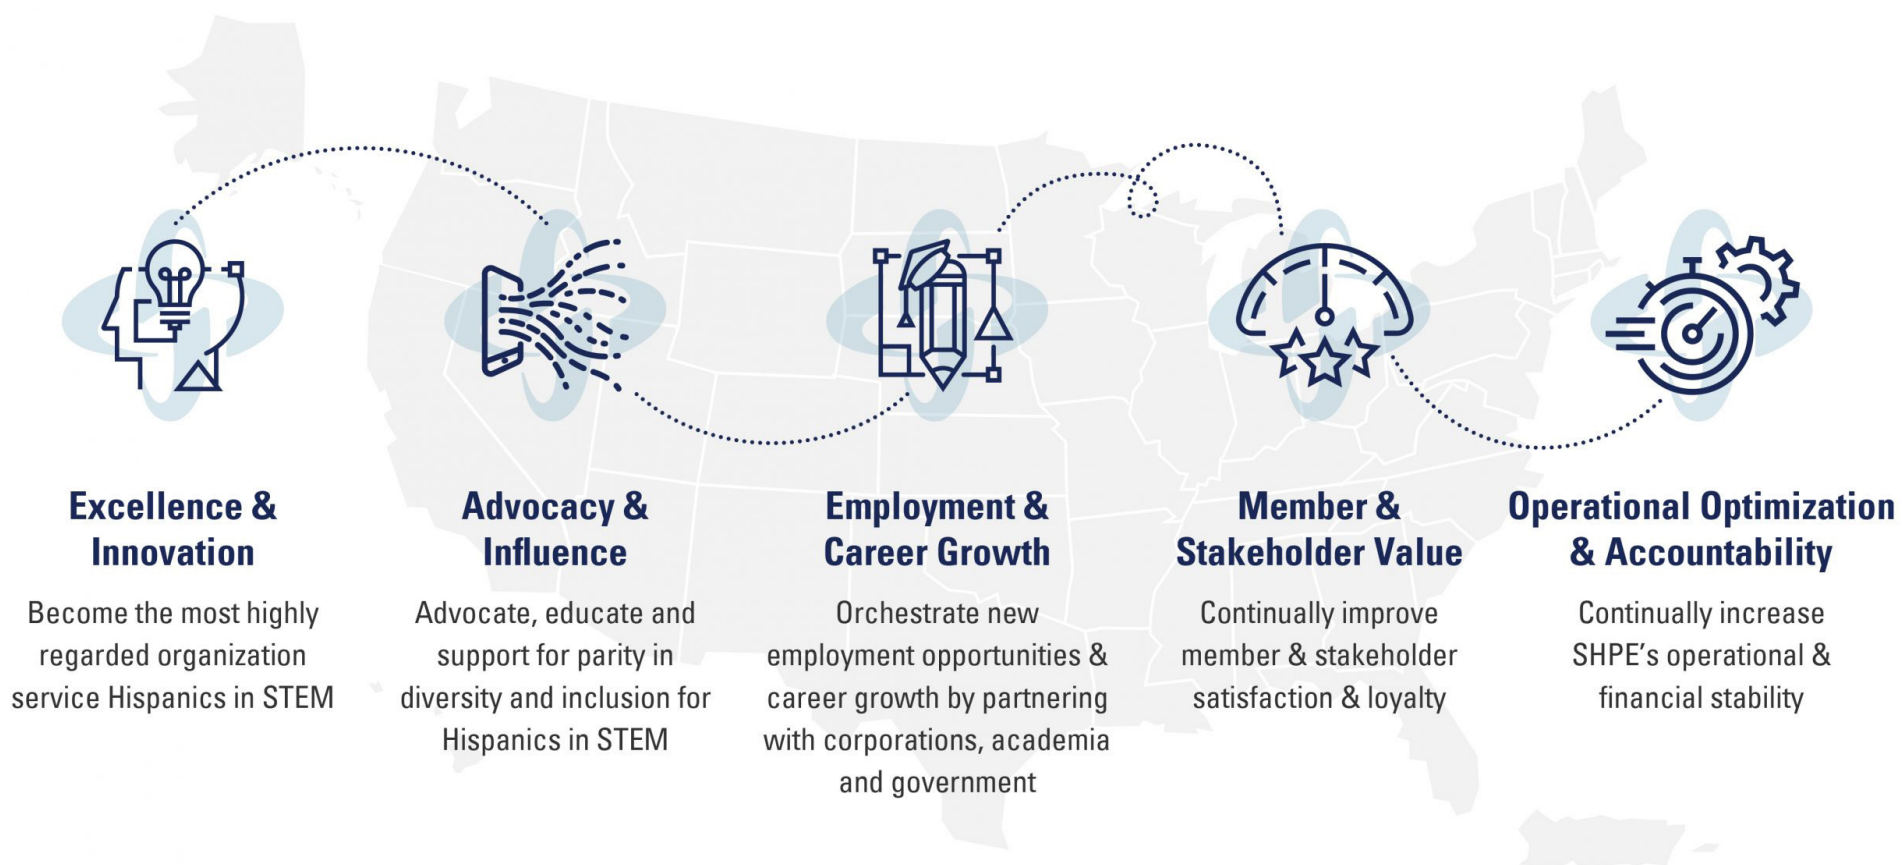 Excellence &
Innovation
Become the most highly
regarded organization
service Hispanics in STEM
Advocacy &
Influence
Advocate, educate and
support for parity in
diversity and inclusion for
Hispanics in STEM
Employment &
Career Growth
Orchestrate new
employment opportunities &
career growth by partnering
with corporations, academia
and government
Member &
Stakeholder Value
Continually improve
member & stakeholder
satisfaction & loyalty
Operational Optimization
& Accountability
Continually increase
SHPE's operational &
financial stability